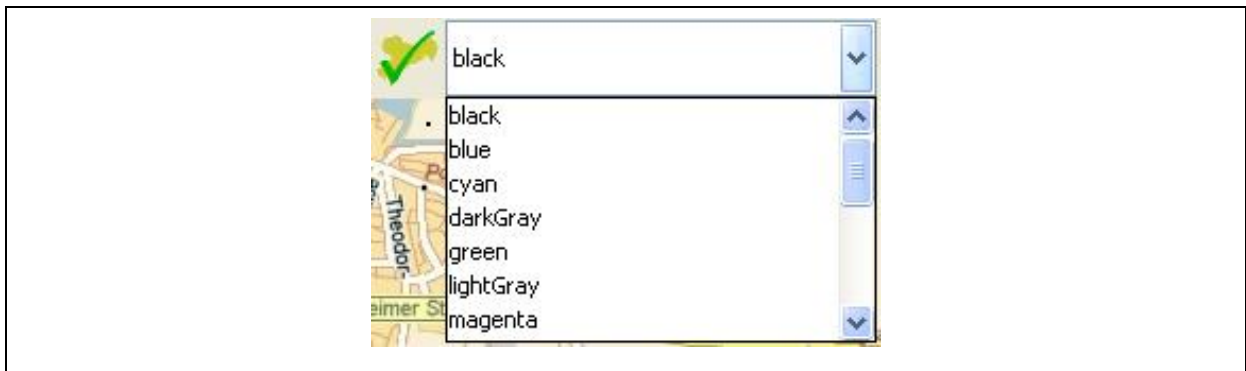 black
black
blue
cyan
darkGray
green
lightGray
magenta
Theodor-
eimer St